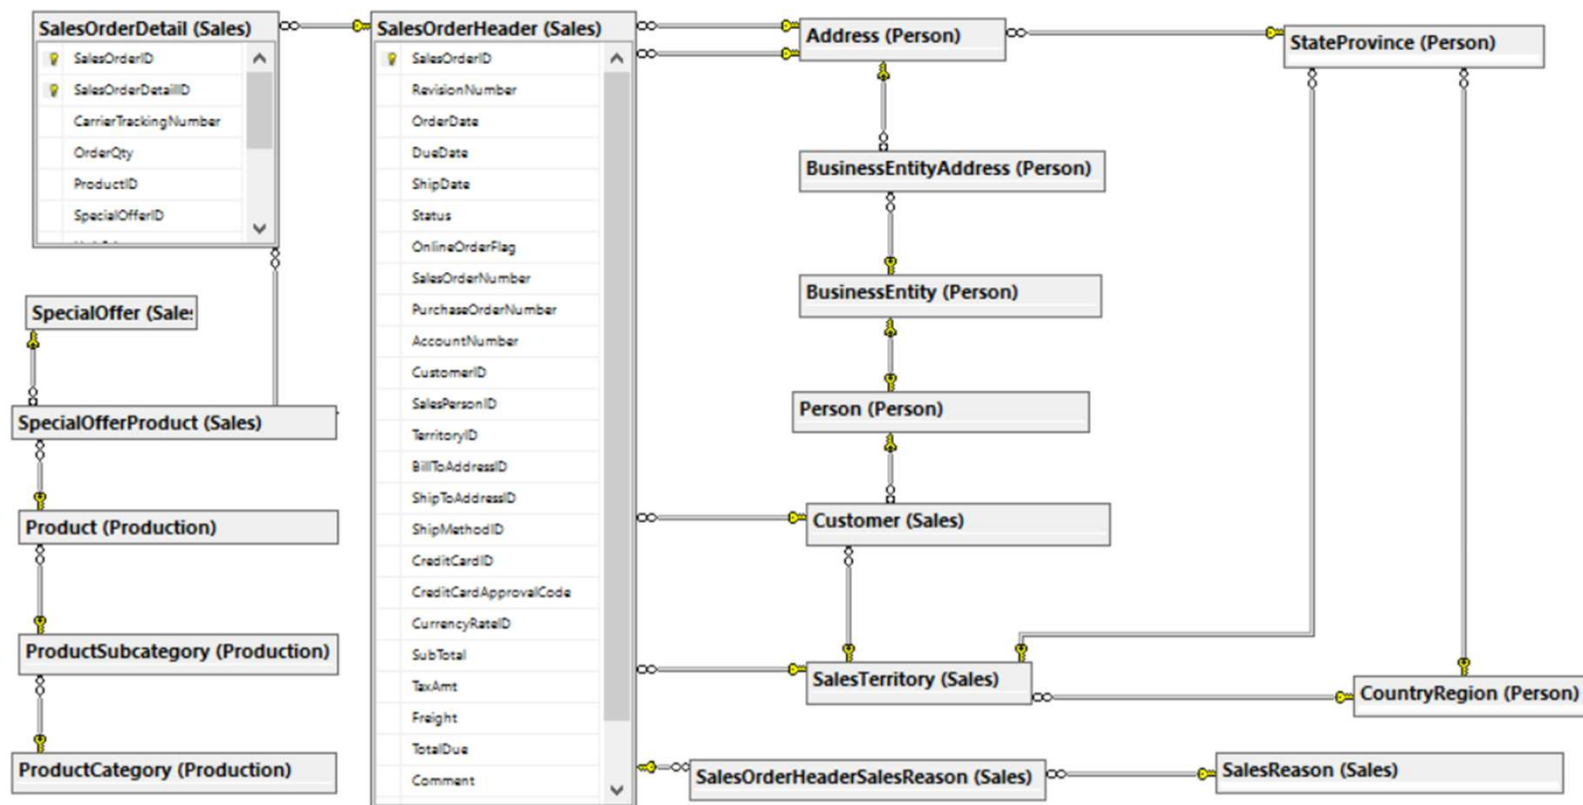 SalesOrderDetail (Sales)
SalesOrderID
SalesOrderDetailID
CarrierTrackingNumber
OrderQty
ProductID
SpecialOfferID
SpecialOffer (Sale
SpecialOfferProduct (Sales)
Product (Production)
ProductSubcategory (Production)
ProductCategory (Production)
SalesOrderHeader (Sales)
SalesOrderID
RevisionNumber
OrderDate
DueDate
ShipDate
Status
OnlineOrderFlag
SalesOrderNumber
PurchaseOrderNumber
AccountNumber
CustomerID
SalesPersonID
TerritoryID
BillToAddressID
ShipToAddressID
ShipMethodID
CreditCardID
CreditCardApprovalCode
CurrencyRateID
SubTotal
TaxAmt
Freight
TotalDue
Comment
Address (Person)
StateProvince (Person)
BusinessEntityAddress (Person)
BusinessEntity (Person)
Person (Person)
Customer (Sales)
SalesTerritory (Sales)
CountryRegion (Person)
SalesOrderHeaderSalesReason (Sales)
SalesReason (Sales)